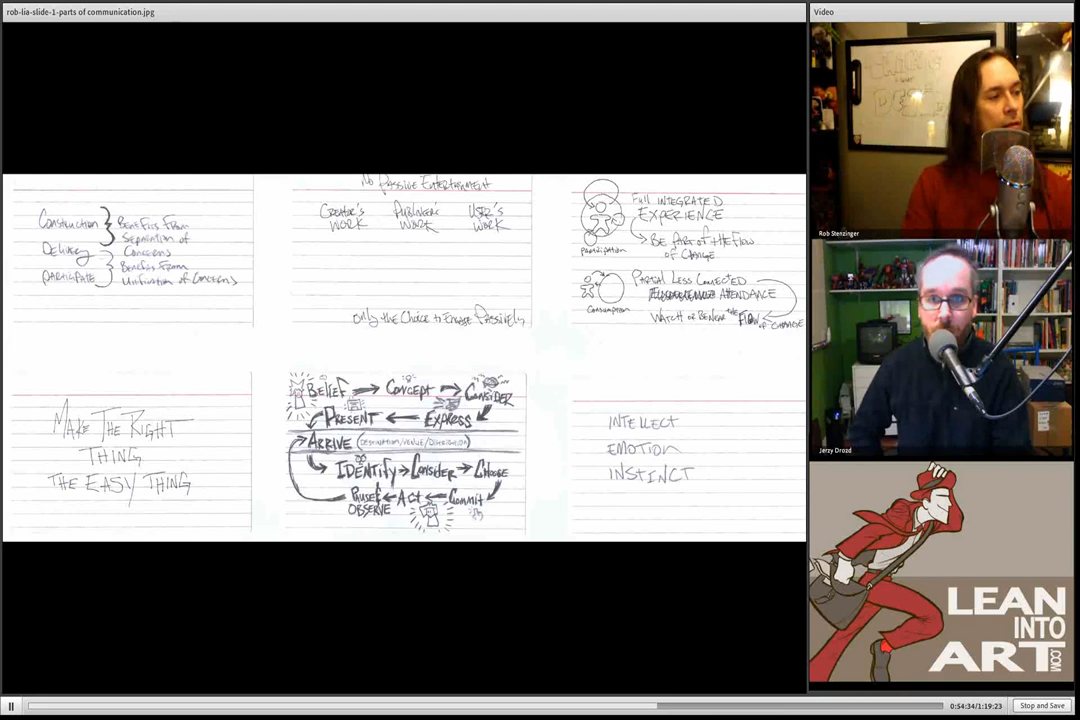 rob-lia-slide-1-parts of communication.jpg
Video
Construction
Benefits From
Separation of
Concerns
Delivery
Benefits From
Participate
Unification of Concerns
No Passive Entertainment
Creator's
Work
Publisher's
Work
User's
Work
only the Choice to Engage Passively
Full INTEGRATED
EXPERIENCE
BE PART OF the Flow
OF CHANGE
Participation
PARTIAL LESS CONNECTED
ATTENDANCE
WATCH or BE NEAR the Flow
OF CHANGE
Consumption
MAKE THE RIGHT
THING
THE EASY THING
BELIEF CONCEPT CONSIDER
PRESENT EXPRESS
ARRIVE (DESTINATION/VENUE/DISTRIBUTION)
IDENTIFY CONSIDER CHOOSE
PAUSE & ACT COMMIT
OBSERVE
INTELLECT
EMOTION
INSTINCT
Rob Stenzinger
Jerzy Drozd
LEAN
INTO
ART.COM
0:54:34/1:19:23
Stop and Save